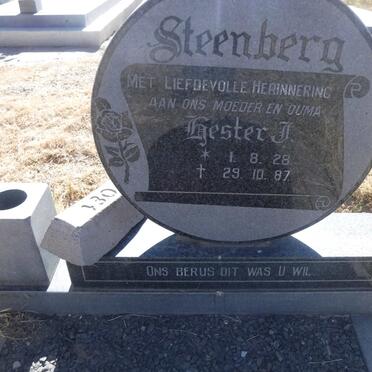 Steenberg
MET LIEFDEVOLLE HERINNERING
AAN ONS MOEDER EN OUMA
Hester J.
* 1. 8. 28
† 29. 10. 87
430
ONS BERUS DIT WAS U WIL